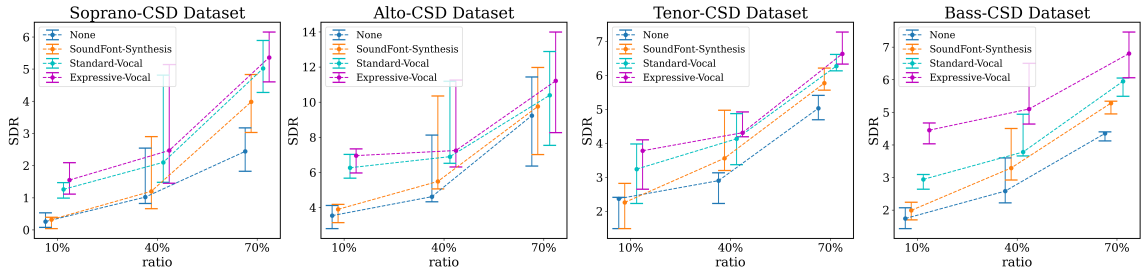 Soprano-CSD Dataset
None
SoundFont-Synthesis
Standard-Vocal
Expressive-Vocal
SDR
6
5
4
3
2
1
0
10%
40%
70%
ratio
Alto-CSD Dataset
None
SoundFont-Synthesis
Standard-Vocal
Expressive-Vocal
SDR
14
12
10
8
6
4
10%
40%
70%
ratio
Tenor-CSD Dataset
None
SoundFont-Synthesis
Standard-Vocal
Expressive-Vocal
SDR
7
6
5
4
3
2
10%
40%
70%
ratio
Bass-CSD Dataset
None
SoundFont-Synthesis
Standard-Vocal
Expressive-Vocal
SDR
7
6
5
4
3
2
10%
40%
70%
ratio